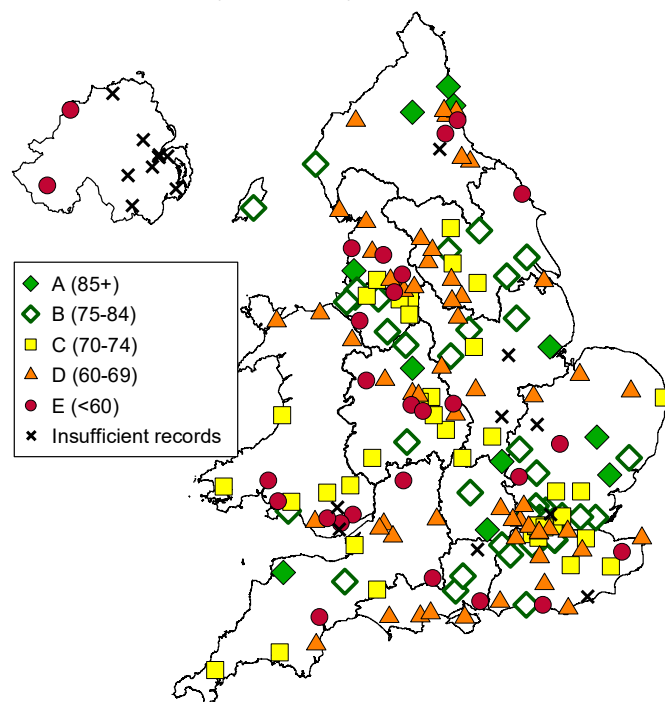 A (85+)
B (75-84)
C (70-74)
D (60-69)
E (<60)
Insufficient records